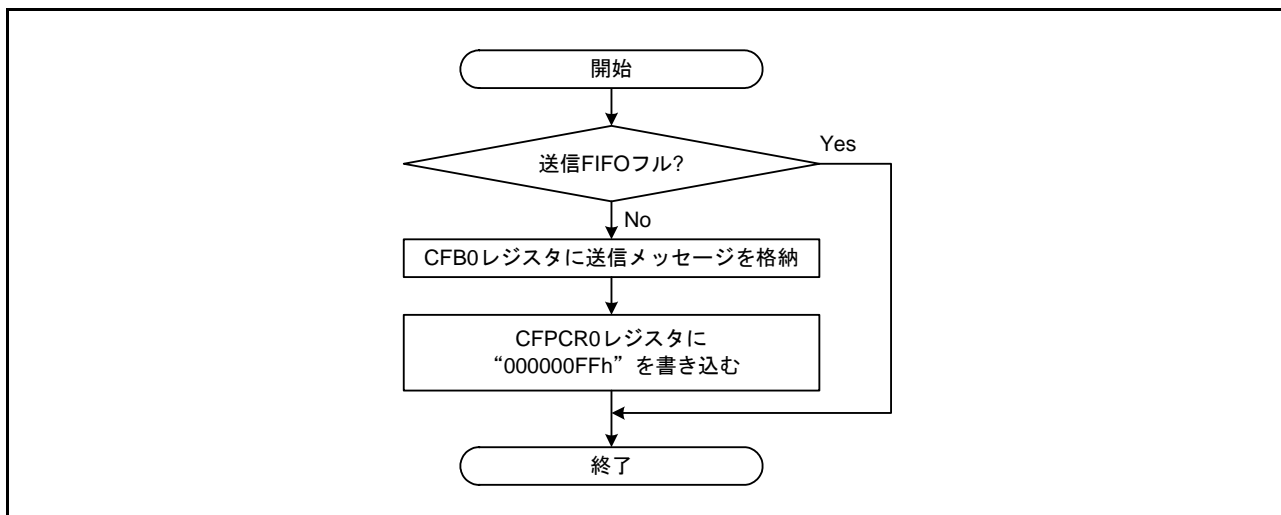 開始
送信FIFOフル?
Yes
No
CFB0レジスタに送信メッセージを格納
CFPCR0レジスタに
“000000FFh”を書き込む
終了